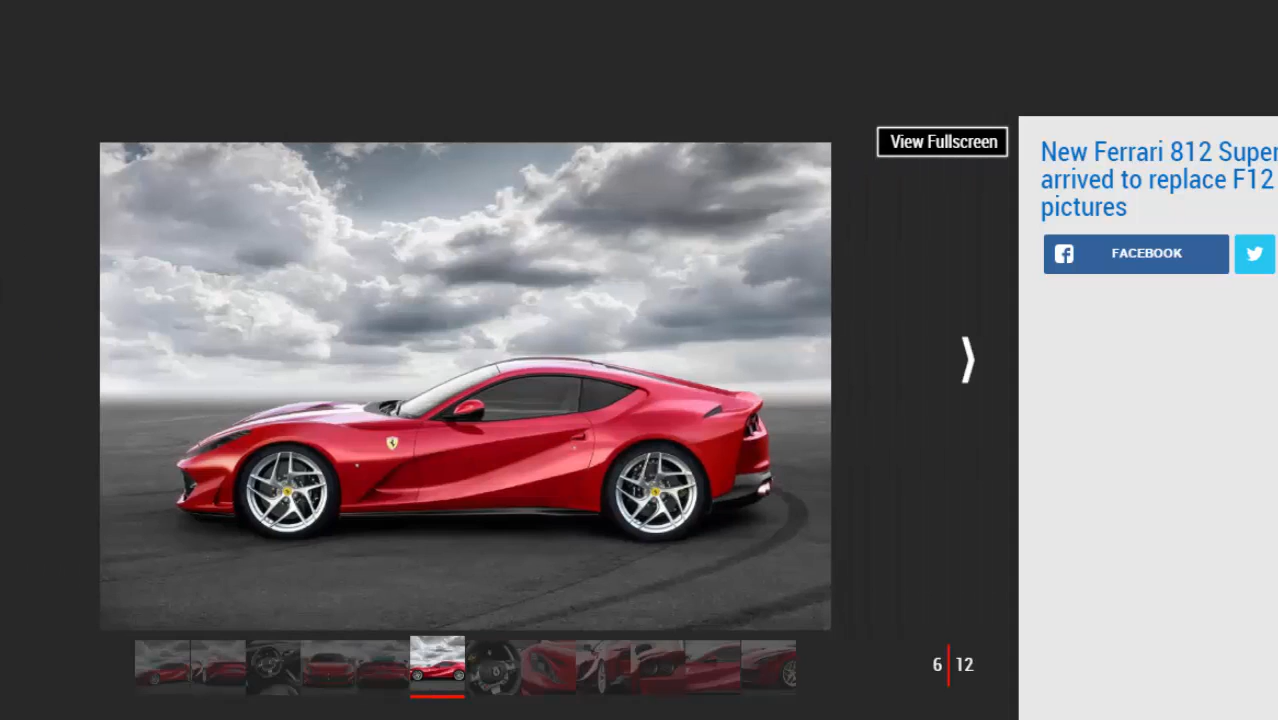 View Fullscreen
New Ferrari 812 Super
arrived to replace F12
pictures
FACEBOOK
6 12